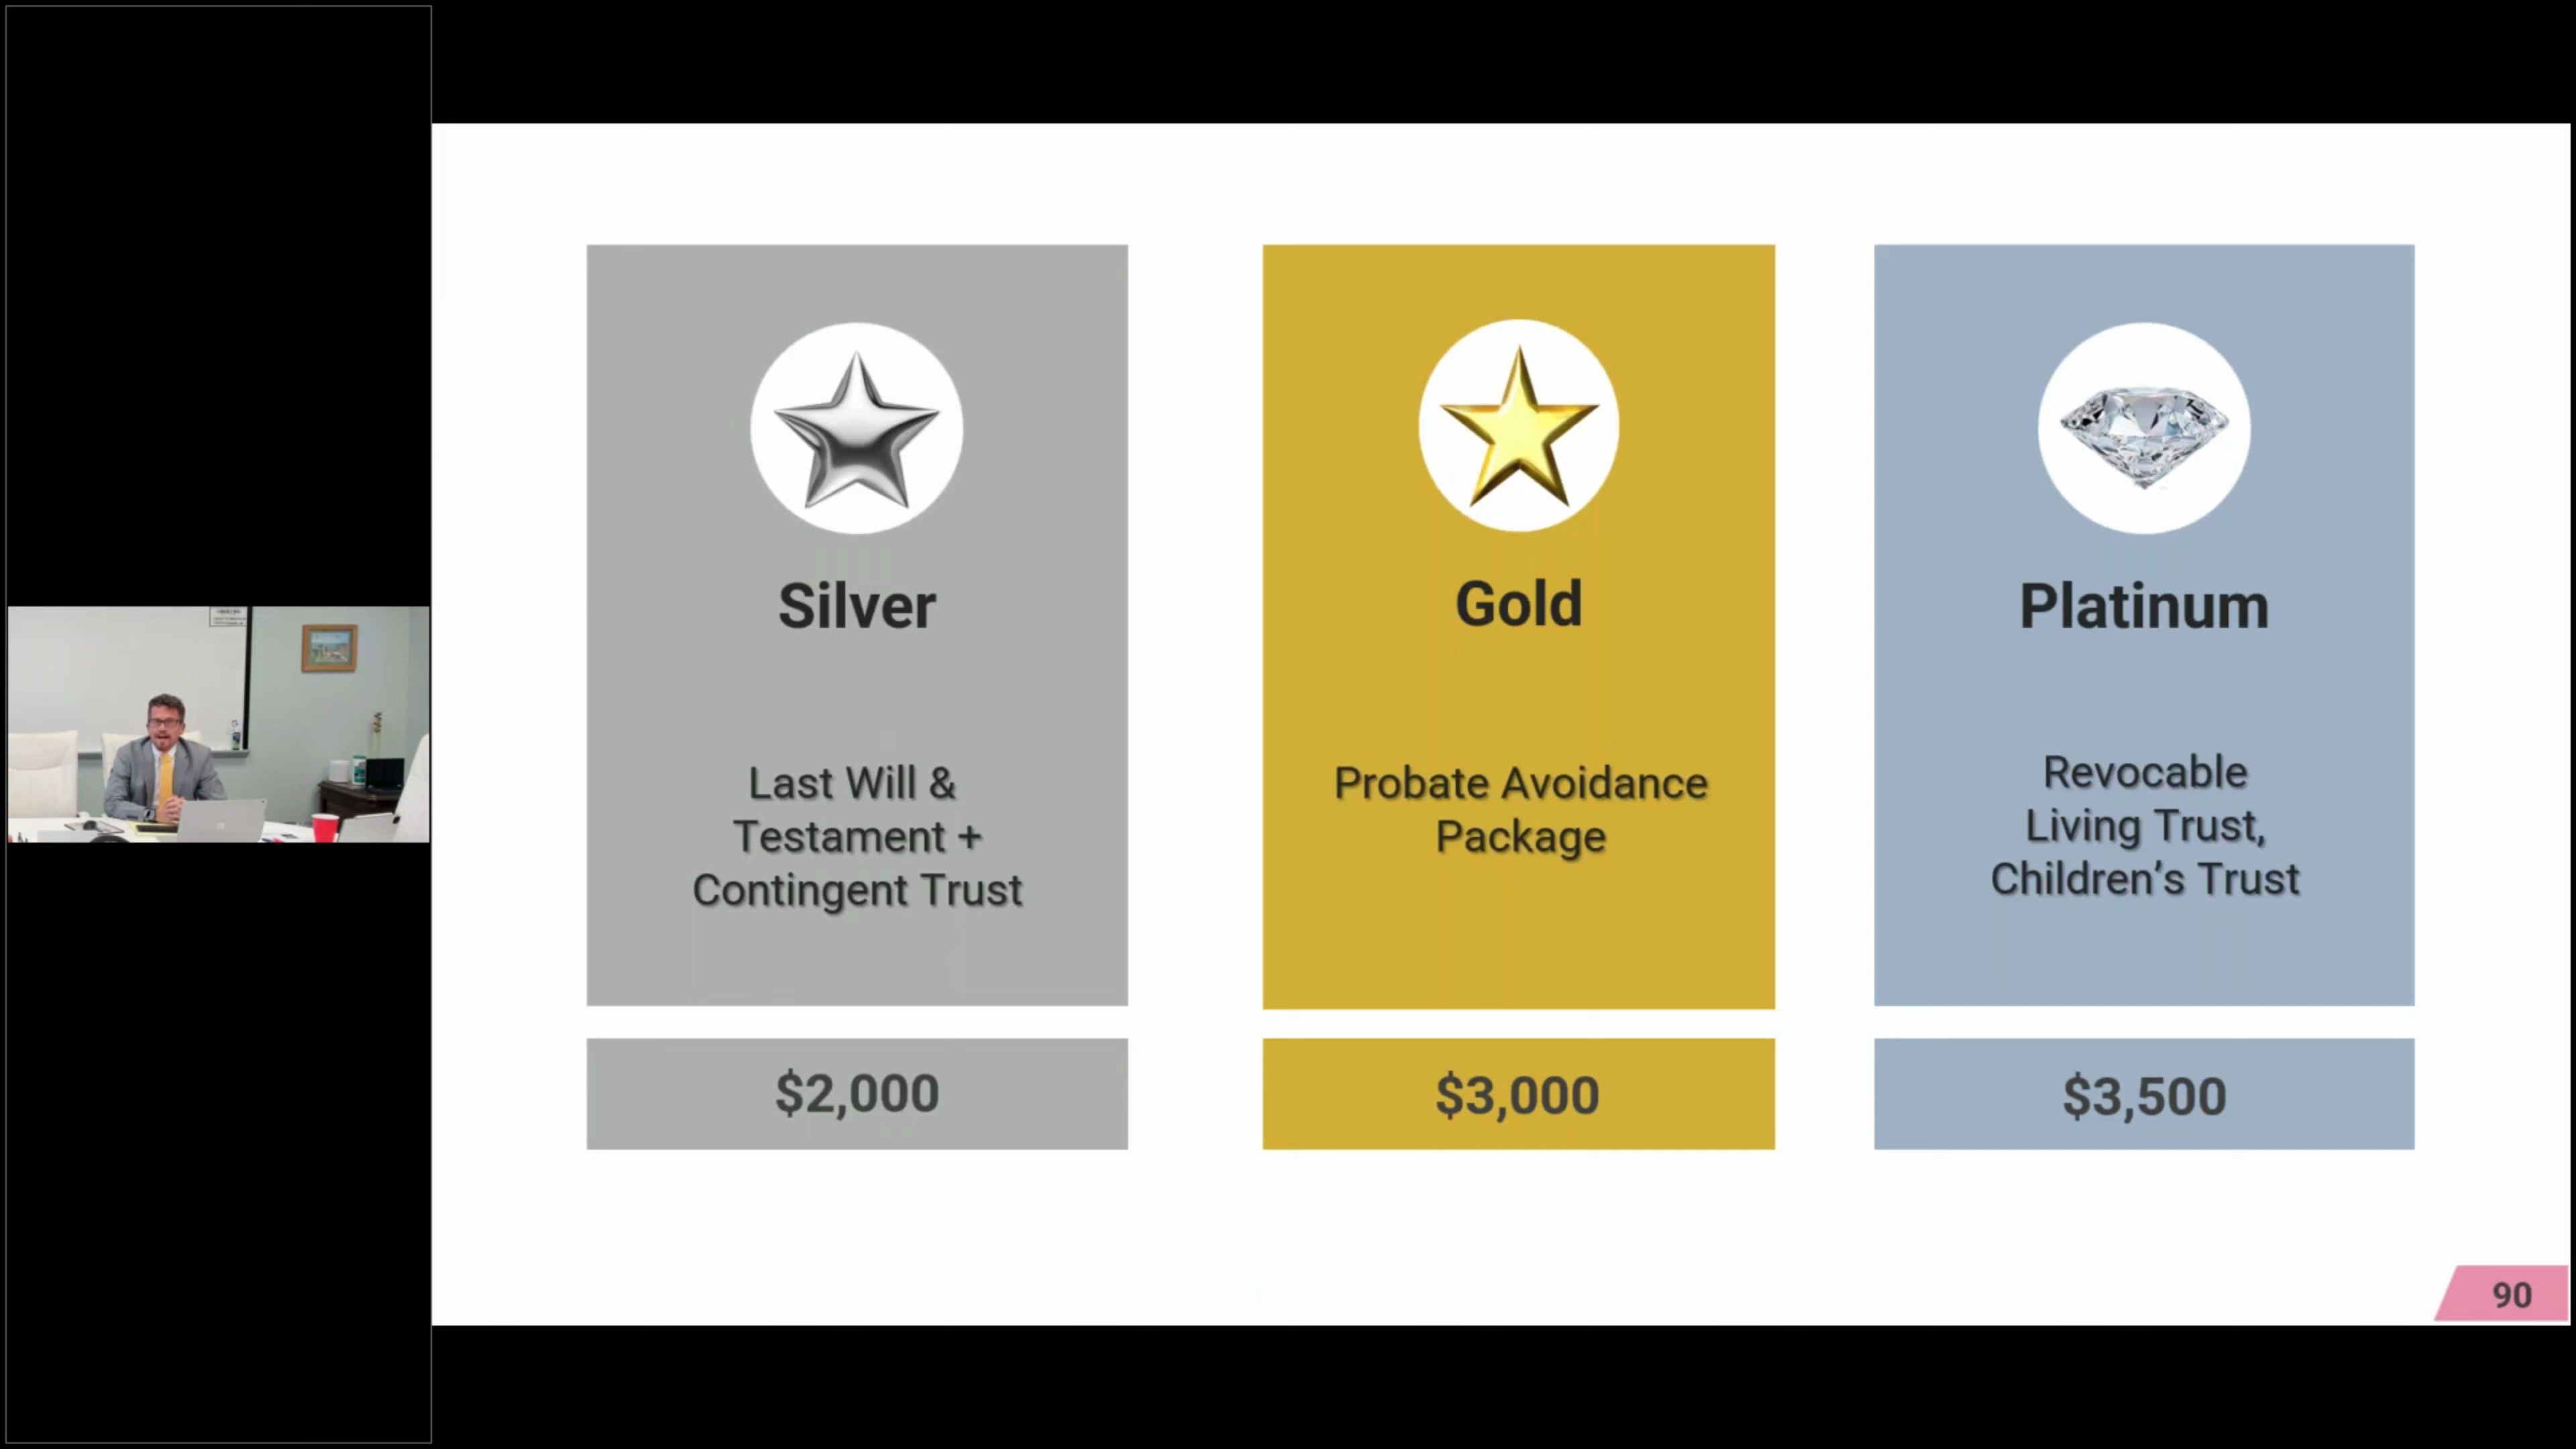 Silver
Last Will &
Testament +
Contingent Trust
$2,000
Gold
Probate Avoidance
Package
$3,000
Platinum
Revocable
Living Trust,
Children’s Trust
$3,500
90